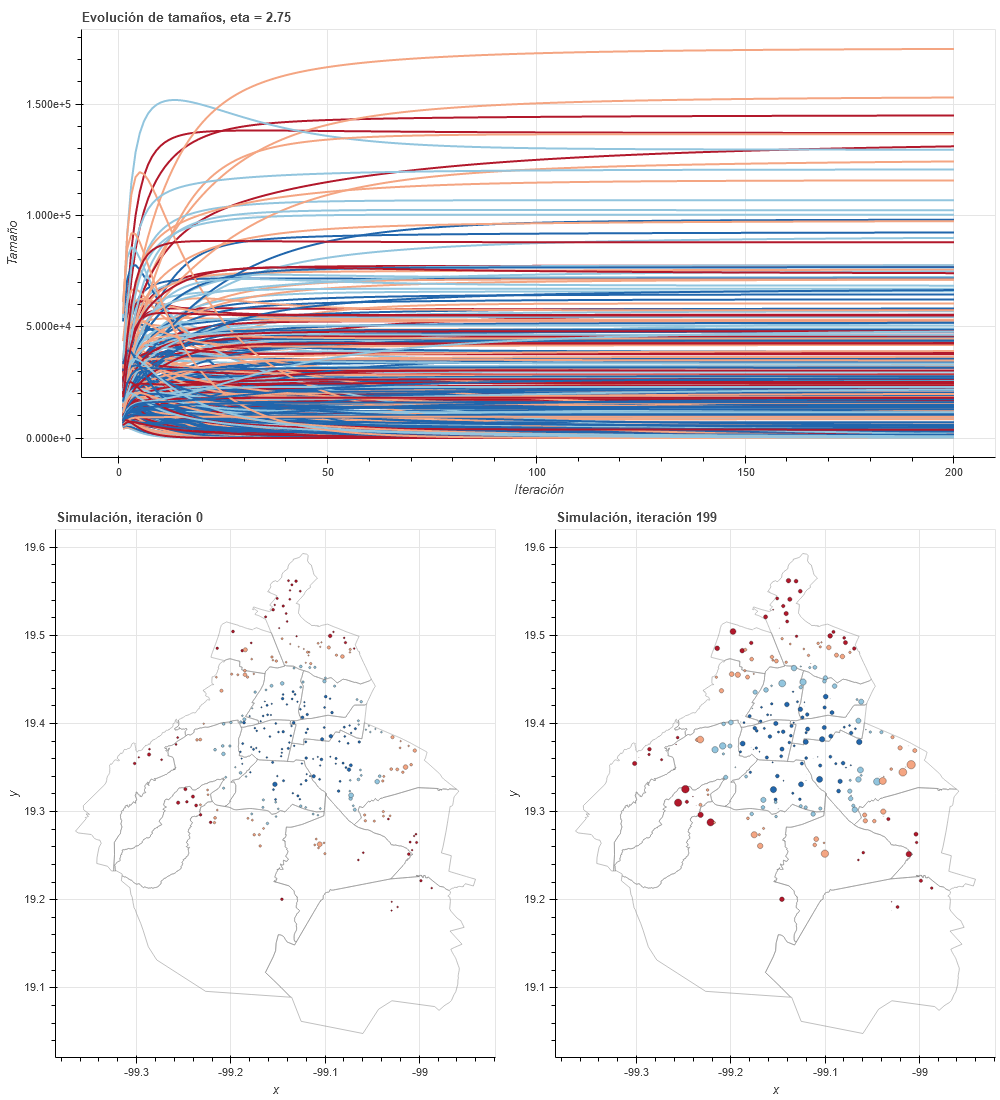 Evolución de tamaños, eta = 2.75
1.500e+5
1.000e+5
5.000e+4
0.000e+0
Tamaño
0 50 100 150 200
Iteración
Simulación, iteración 0
19.6
19.5
19.4
19.3
19.2
19.1
y
-99.3 -99.2 -99.1 -99
x
Simulación, iteración 199
19.6
19.5
19.4
19.3
19.2
19.1
y
-99.3 -99.2 -99.1 -99
x